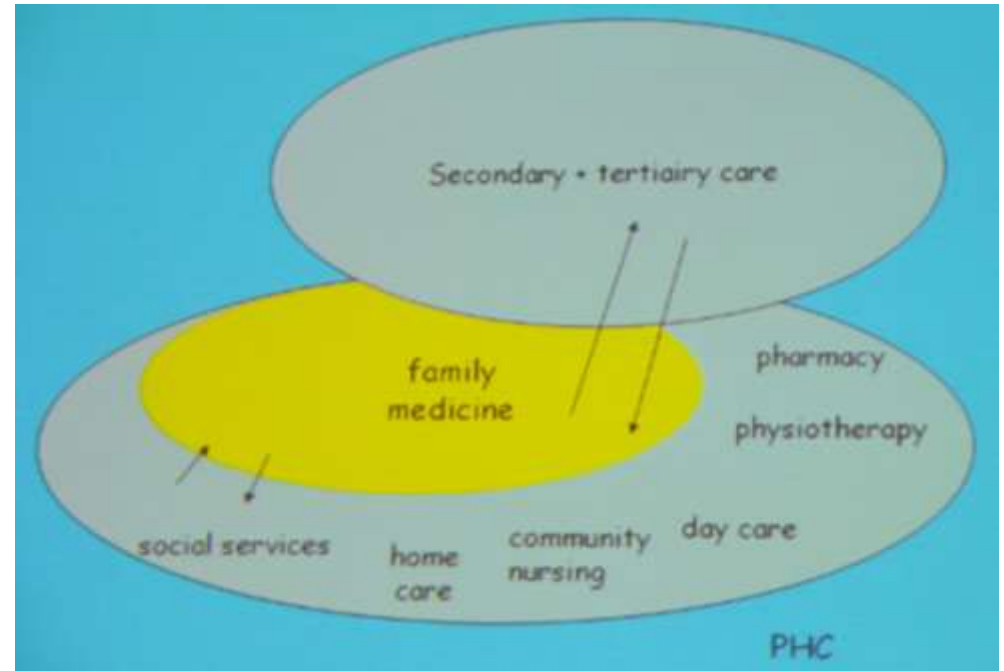 Secondary + tertiairy care
family
medicine
pharmacy
physiotherapy
social services
home
care
community
nursing
day care
PHC